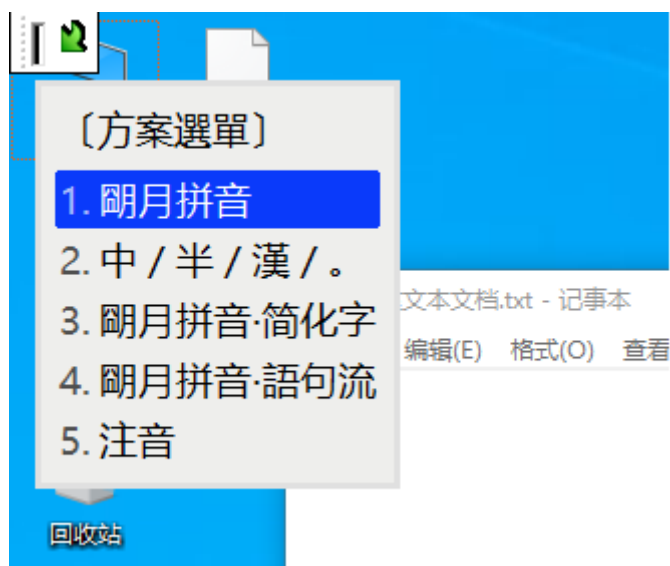 〔方案選單〕
1. 朙月拼音
2. 中 / 半 / 漢 / 。
3. 朙月拼音·简化字
4. 朙月拼音·語句流
5. 注音
文本文档.txt - 记事本
编辑(E) 格式(O) 查看
回收站